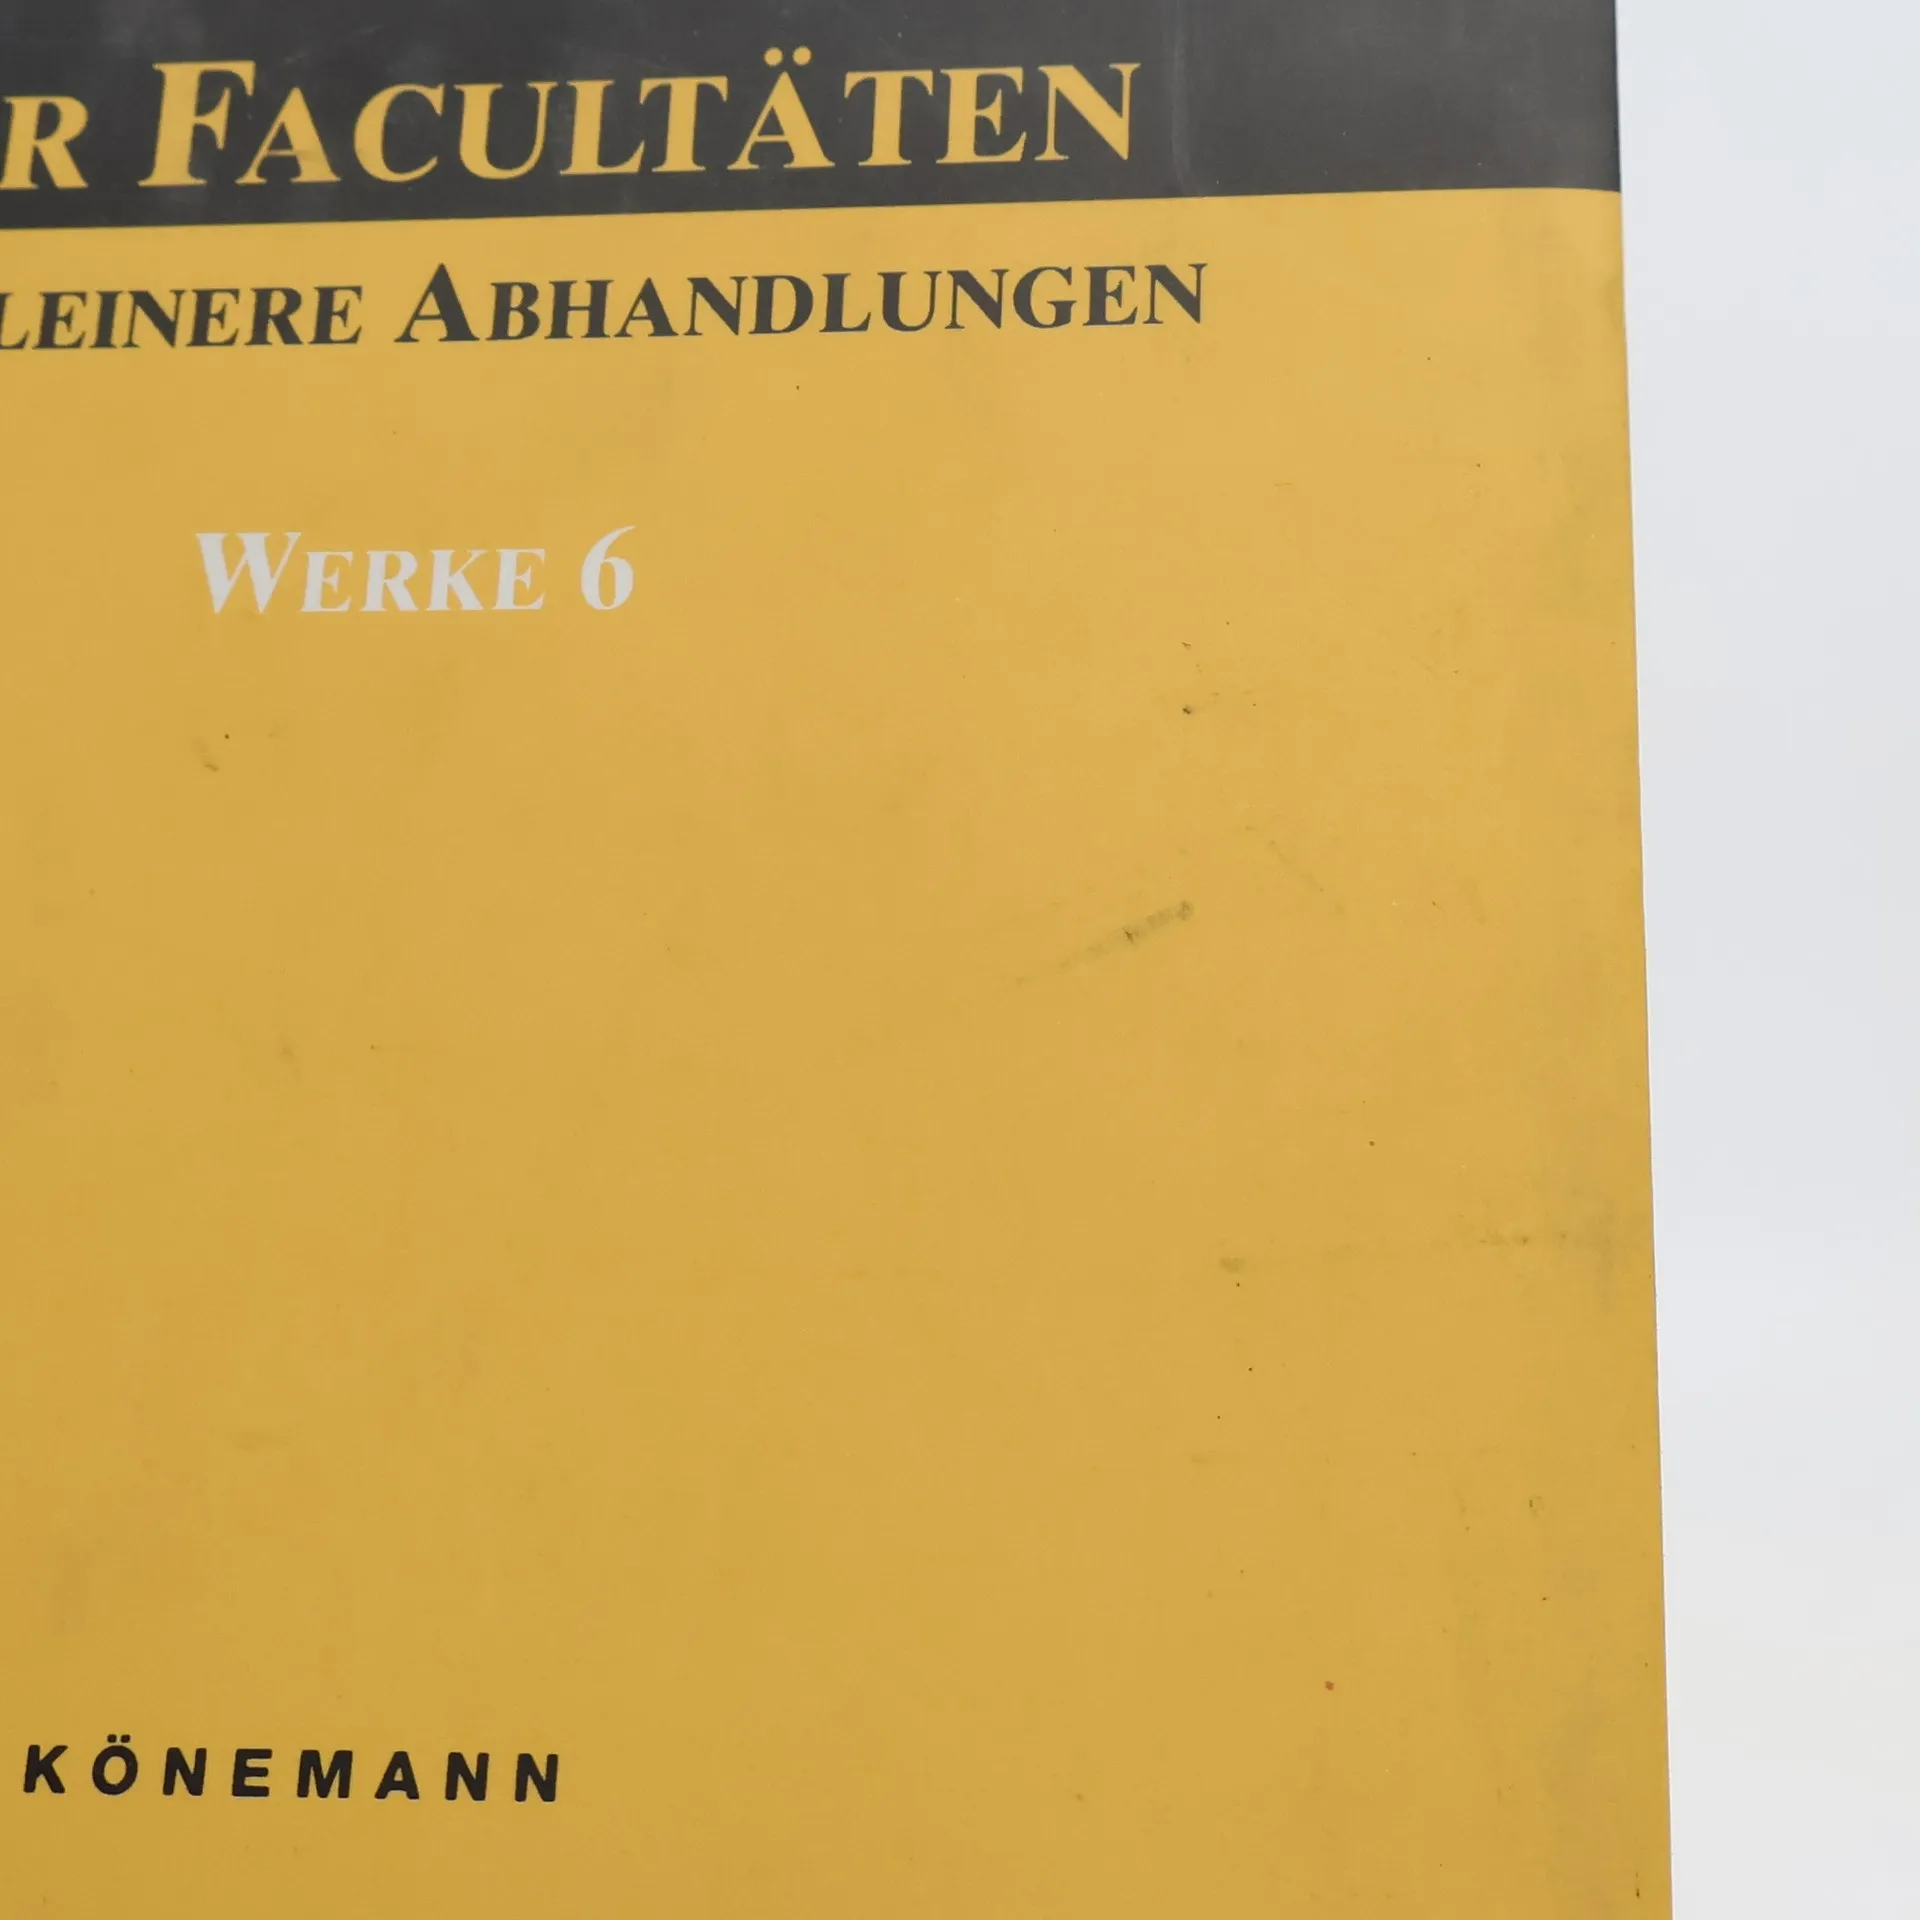 R FACULTÄTEN
LEINERE ABHANDLUNGEN
WERKE 6
KÖNEMANN